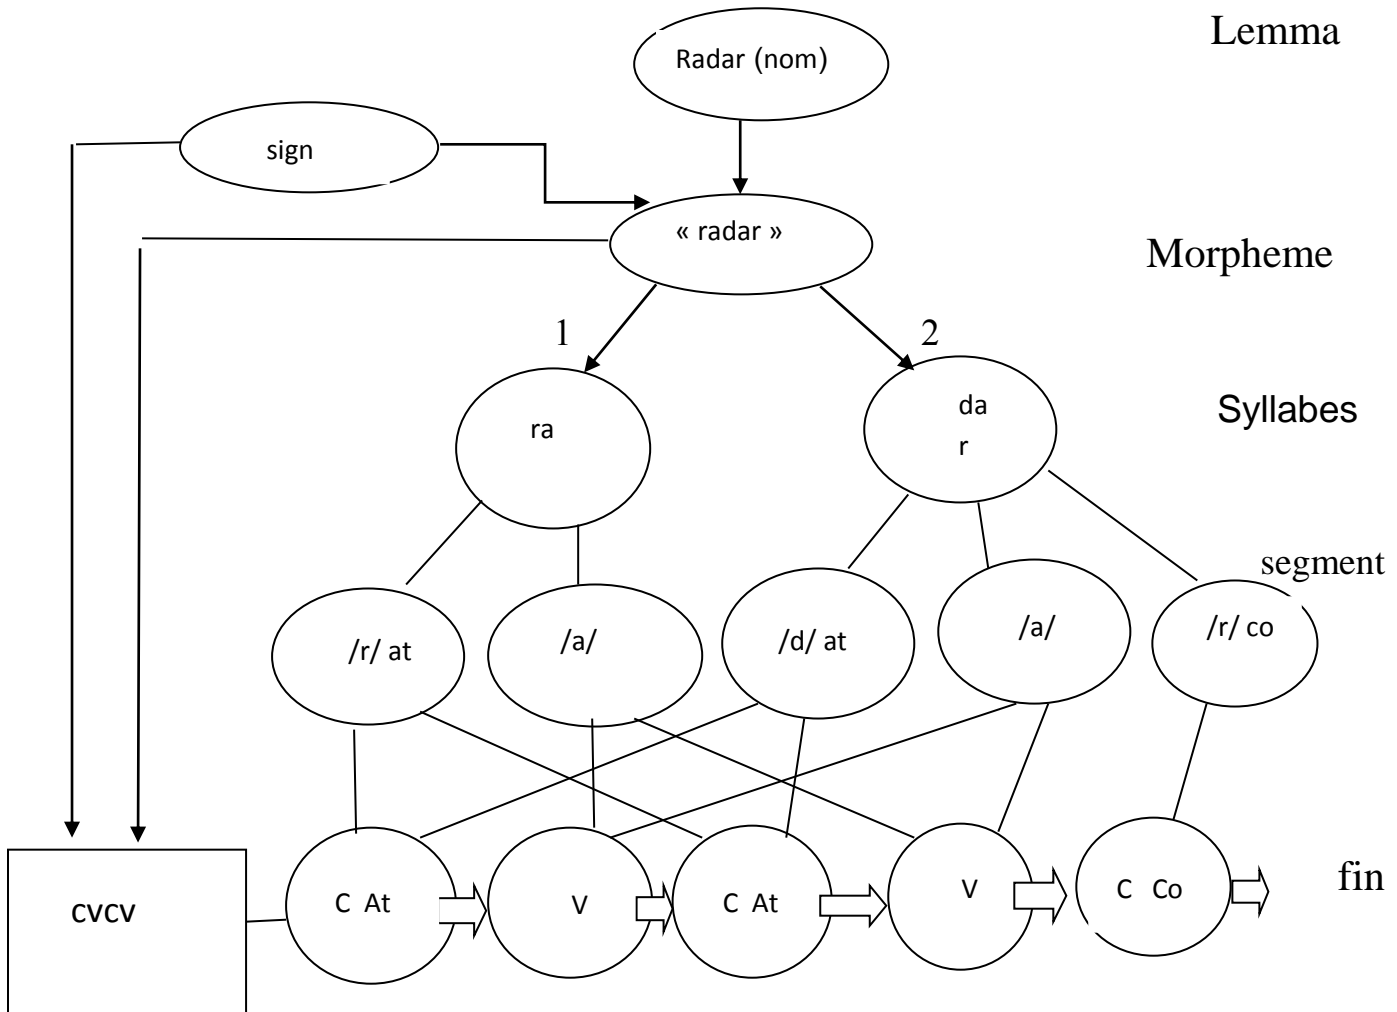 Lemma
Radar (nom)
sign
« radar »
Morpheme
1
2
ra
da
r
Syllabes
segment
/r/ at
/a/
/d/ at
/a/
/r/ co
cvcv
C At
V
C At
V
C Co
fin